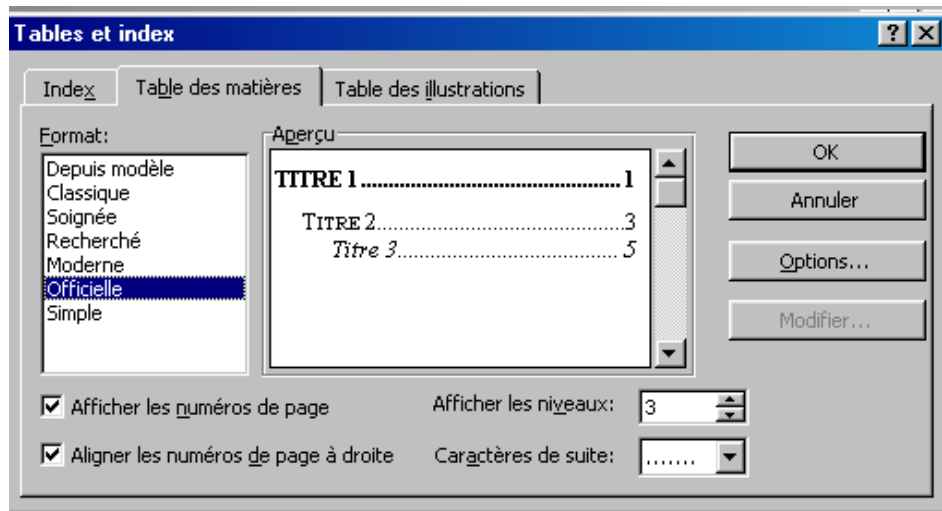 Tables et index
Index
Table des matières
Table des illustrations
Format:
Depuis modèle
Classique
Soignée
Recherché
Moderne
Officielle
Simple
Aperçu
TITRE 1.............................................1
TITRE 2...........................................3
Titre 3...................................... 5
OK
Annuler
Options...
Modifier...
Afficher les numéros de page
Afficher les niveaux: 3
Aligner les numéros de page à droite
Caractères de suite: .......